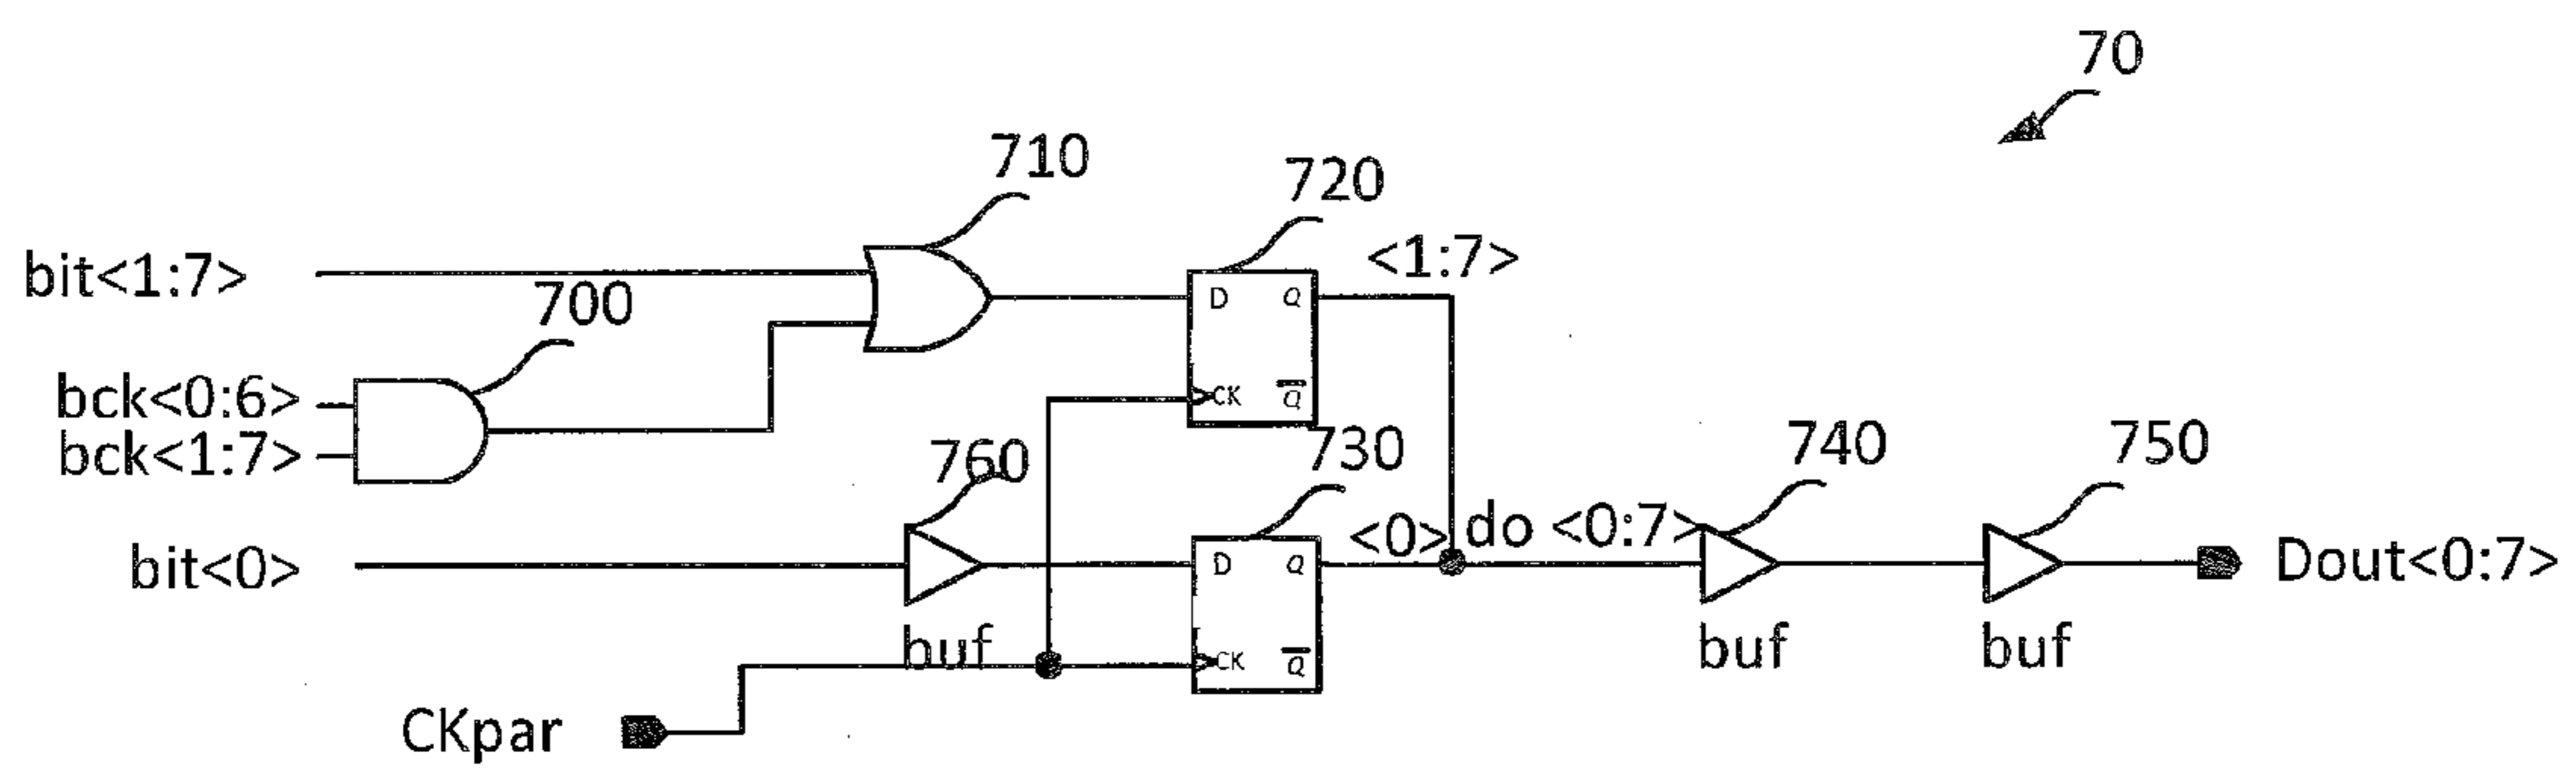 70
710
720
bit<1:7>
<1:7>
700
D Q
bck<0:6>
CK Q
bck<1:7>
760
730
740
750
bit<0>
<0>
do <0:7>
D Q
Dout<0:7>
buf
CK Q
buf
buf
CKpar